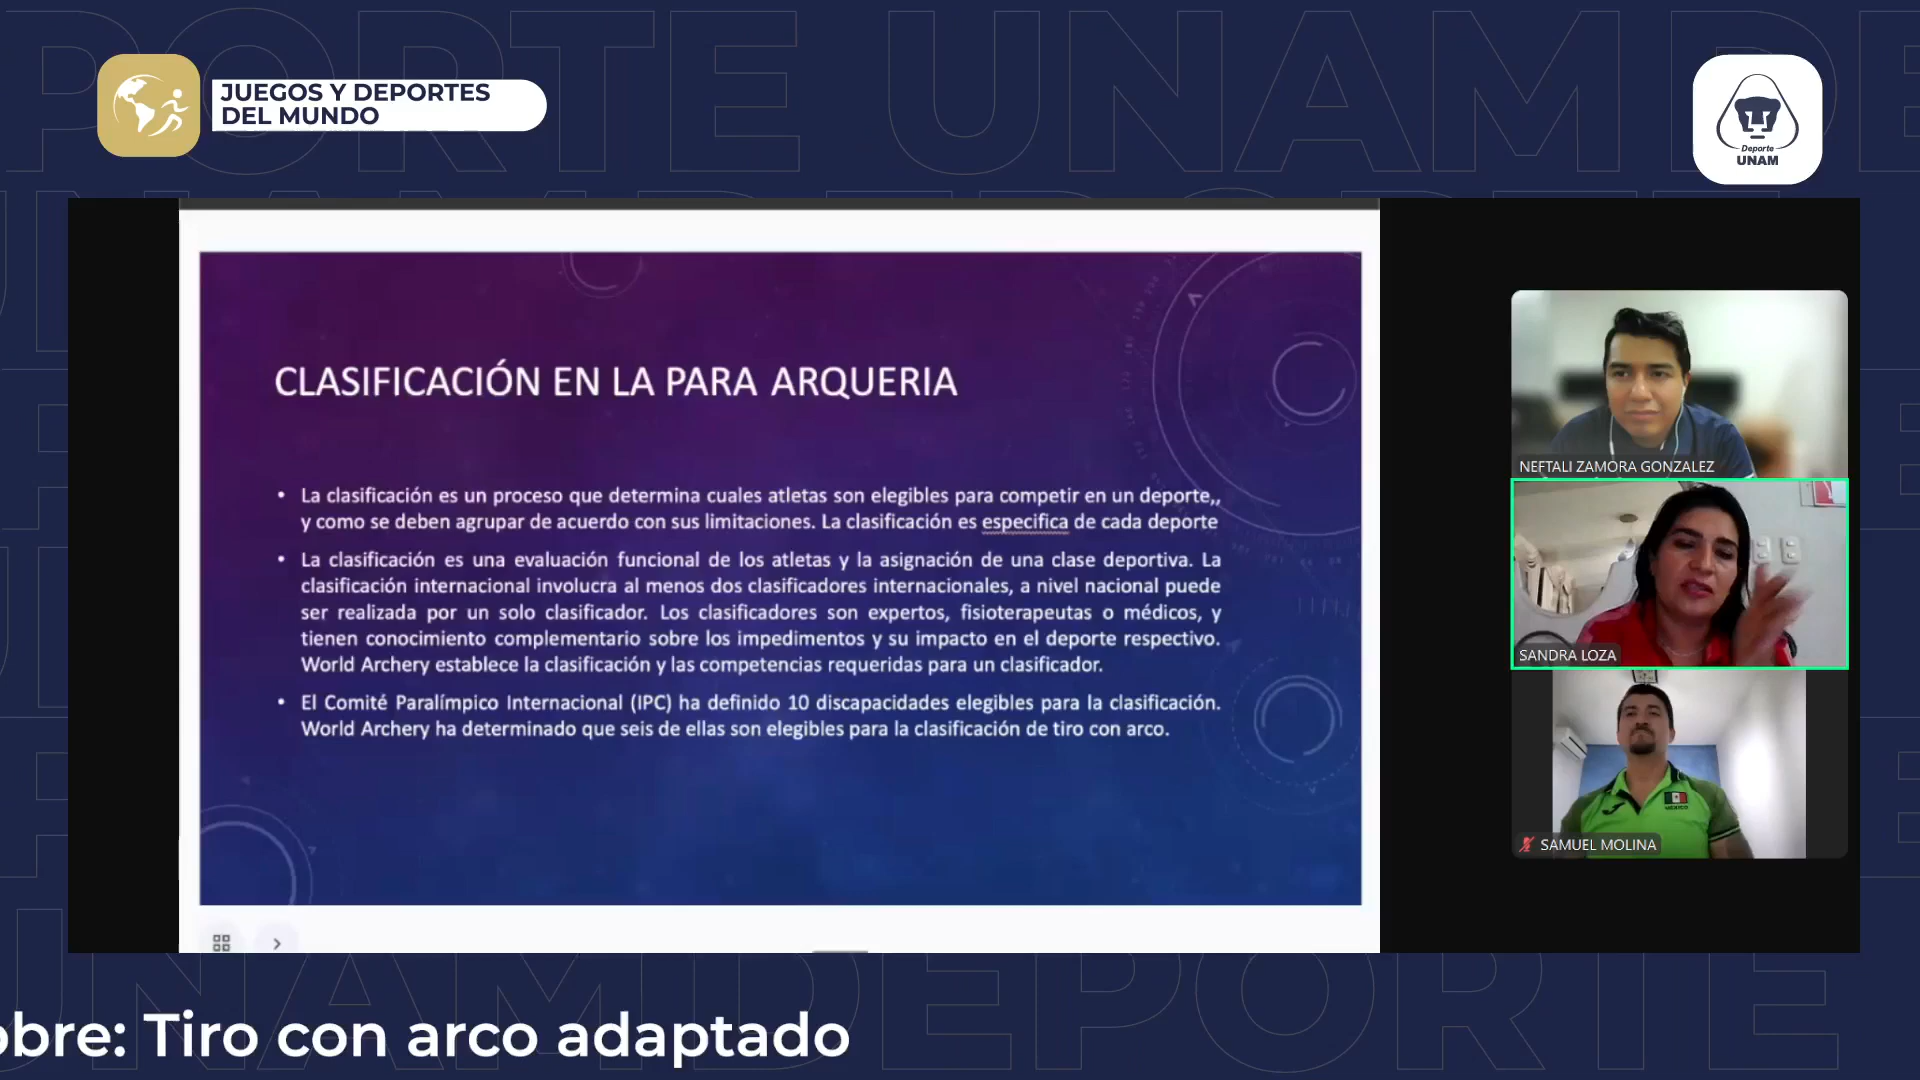 JUEGOS Y DEPORTES
DEL MUNDO
Deporte
UNAM
CLASIFICACIÓN EN LA PARA ARQUERIA
• La clasificación es un proceso que determina cuales atletas son elegibles para competir en un deporte,,
y como se deben agrupar de acuerdo con sus limitaciones. La clasificación es especifica de cada deporte
• La clasificación es una evaluación funcional de los atletas y la asignación de una clase deportiva. La
clasificación internacional involucra al menos dos clasificadores internacionales, a nivel nacional puede
ser realizada por un solo clasificador. Los clasificadores son expertos, fisioterapeutas o médicos, y
tienen conocimiento complementario sobre los impedimentos y su impacto en el deporte respectivo.
World Archery establece la clasificación y las competencias requeridas para un clasificador.
• El Comité Paralímpico Internacional (IPC) ha definido 10 discapacidades elegibles para la clasificación.
World Archery ha determinado que seis de ellas son elegibles para la clasificación de tiro con arco.
NEFTALI ZAMORA GONZALEZ
SANDRA LOZA
MÉXICO
SAMUEL MOLINA
obre: Tiro con arco adaptado